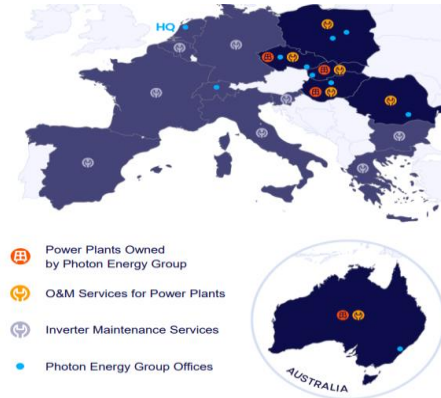 HQ
Power Plants Owned
by Photon Energy Group
O&M Services for Power Plants
Inverter Maintenance Services
Photon Energy Group Offices
AUSTRALIA